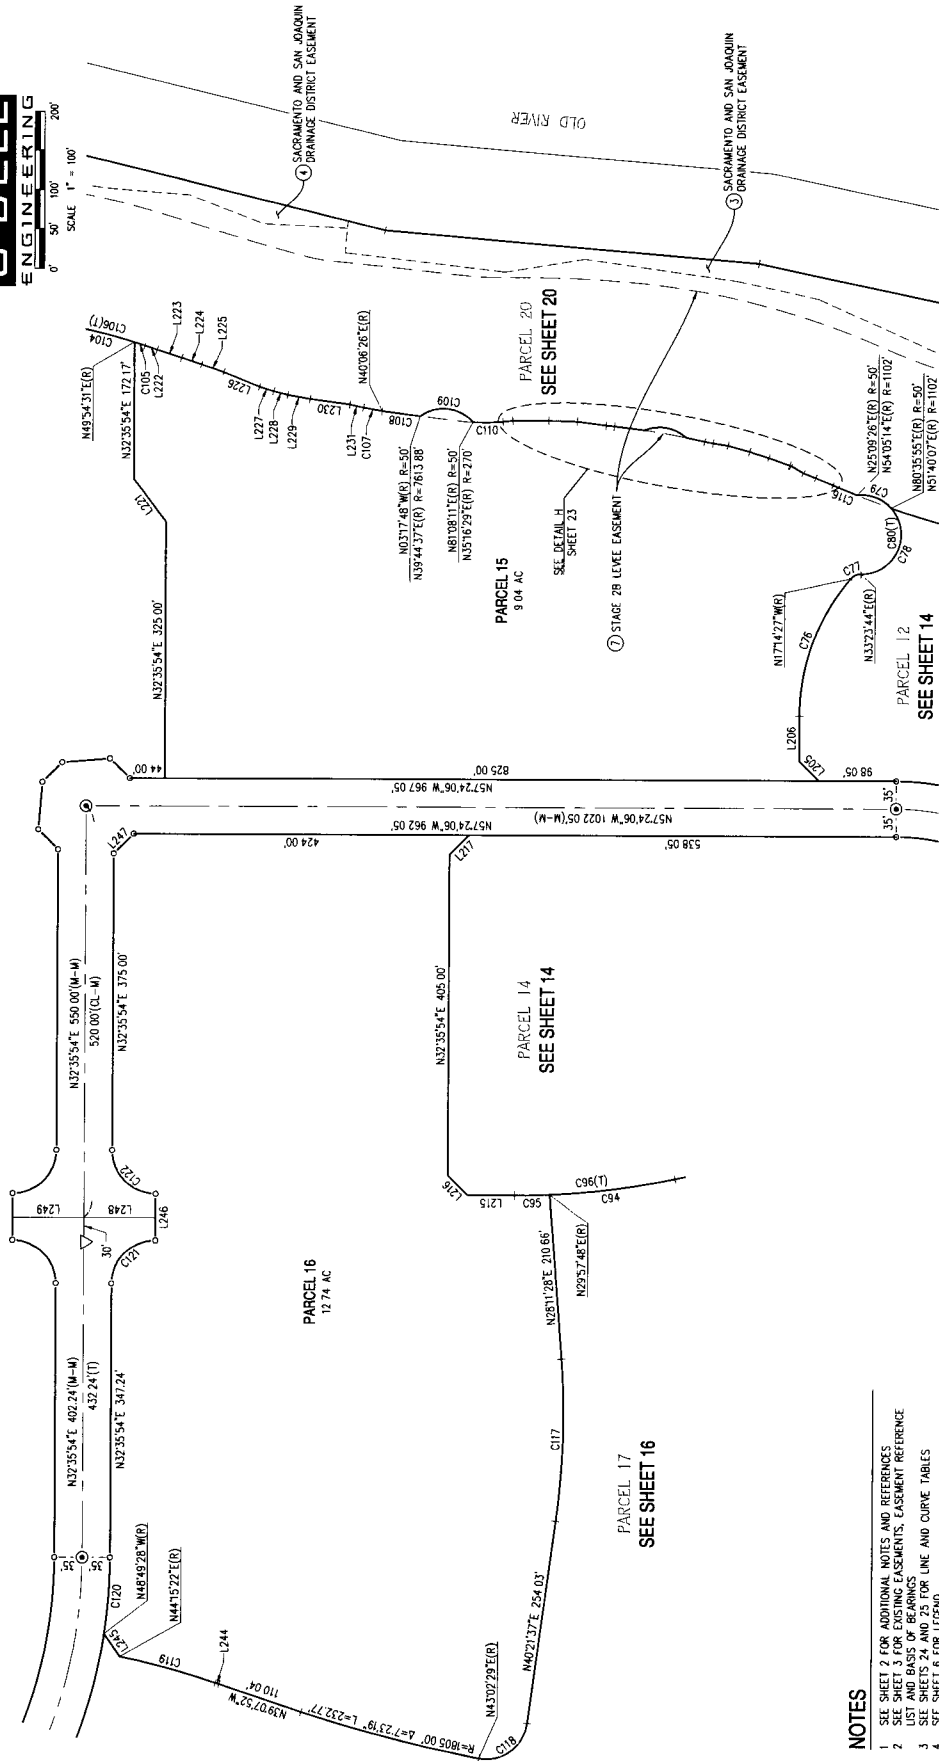 ENGINEERING
0' 50' 100' 200'
SCALE 1" = 100'
④ SACRAMENTO AND SAN JOAQUIN
DRAINAGE DISTRICT EASEMENT
OLD RIVER
③ SACRAMENTO AND SAN JOAQUIN
DRAINAGE DISTRICT EASEMENT
N49°54'31"E(R)
C104
C106(T)
N32°35'54"E 172 17'
C105
L222
L223
L224
L225
L226
L227
L228
L229
L230
L231
C107
N40°06'26"E(R)
C108
C109
N03°17'48"W(R) R=50'
N39°44'37"E(R) R=7613 88'
N81°08'11"E(R) R=50'
N35°16'29"E(R) R=270'
C110
PARCEL 20
SEE SHEET 20
L221
N32°35'54"E 325 00'
PARCEL 15
9 04 AC
SEE DETAIL H
SHEET 23
⑦ STAGE 2B LEVEE EASEMENT
C116
N25°09'26"E(R) R=50'
N54°05'14"E(R) R=1102'
C79
N80°35'55"E(R) R=50'
N51°40'07"E(R) R=1102'
C80(T)
C78
C77
C76
N17°14'27"W(R)
N33°23'44"E(R)
L206
L205
PARCEL 12
SEE SHEET 14
44 00'
825 00'
98 05'
N57°24'06"W 967 05'
N57°24'06"W 1022 05'(M-M)
N57°24'06"W 962 05'
424 00'
538 05'
35' 35'
L247
L217
N32°35'54"E 550 00'(M-M)
520 00'(CL-M)
N32°35'54"E 375 00'
N32°35'54"E 405 00'
PARCEL 14
SEE SHEET 14
L249
L248
L246
C122
C121
30'
L216
L215
C95
C96(T)
C94
N29°57'48"E(R)
N28°11'28"E 210 66'
PARCEL 16
12 74 AC
N32°35'54"E 402.24'(M-M)
432 24'(T)
N32°35'54"E 347.24'
C117
PARCEL 17
SEE SHEET 16
35' 35'
C120
N48°49'28"W(R)
L245
N44°15'22"E(R)
C119
L244
N39°07'52"W 110 04'
R=1805 00' Δ=7°23'19" L=232.77'
N43°02'29"E(R)
C118
N40°21'37"E 254 03'
NOTES
1 SEE SHEET 2 FOR ADDITIONAL NOTES AND REFERENCES
2 SEE SHEET 3 FOR EXISTING EASEMENTS, EASEMENT REFERENCE
LIST AND BASIS OF BEARINGS
3 SEE SHEETS 24 AND 25 FOR LINE AND CURVE TABLES
4 SEE SHEET 6 FOR LEGEND